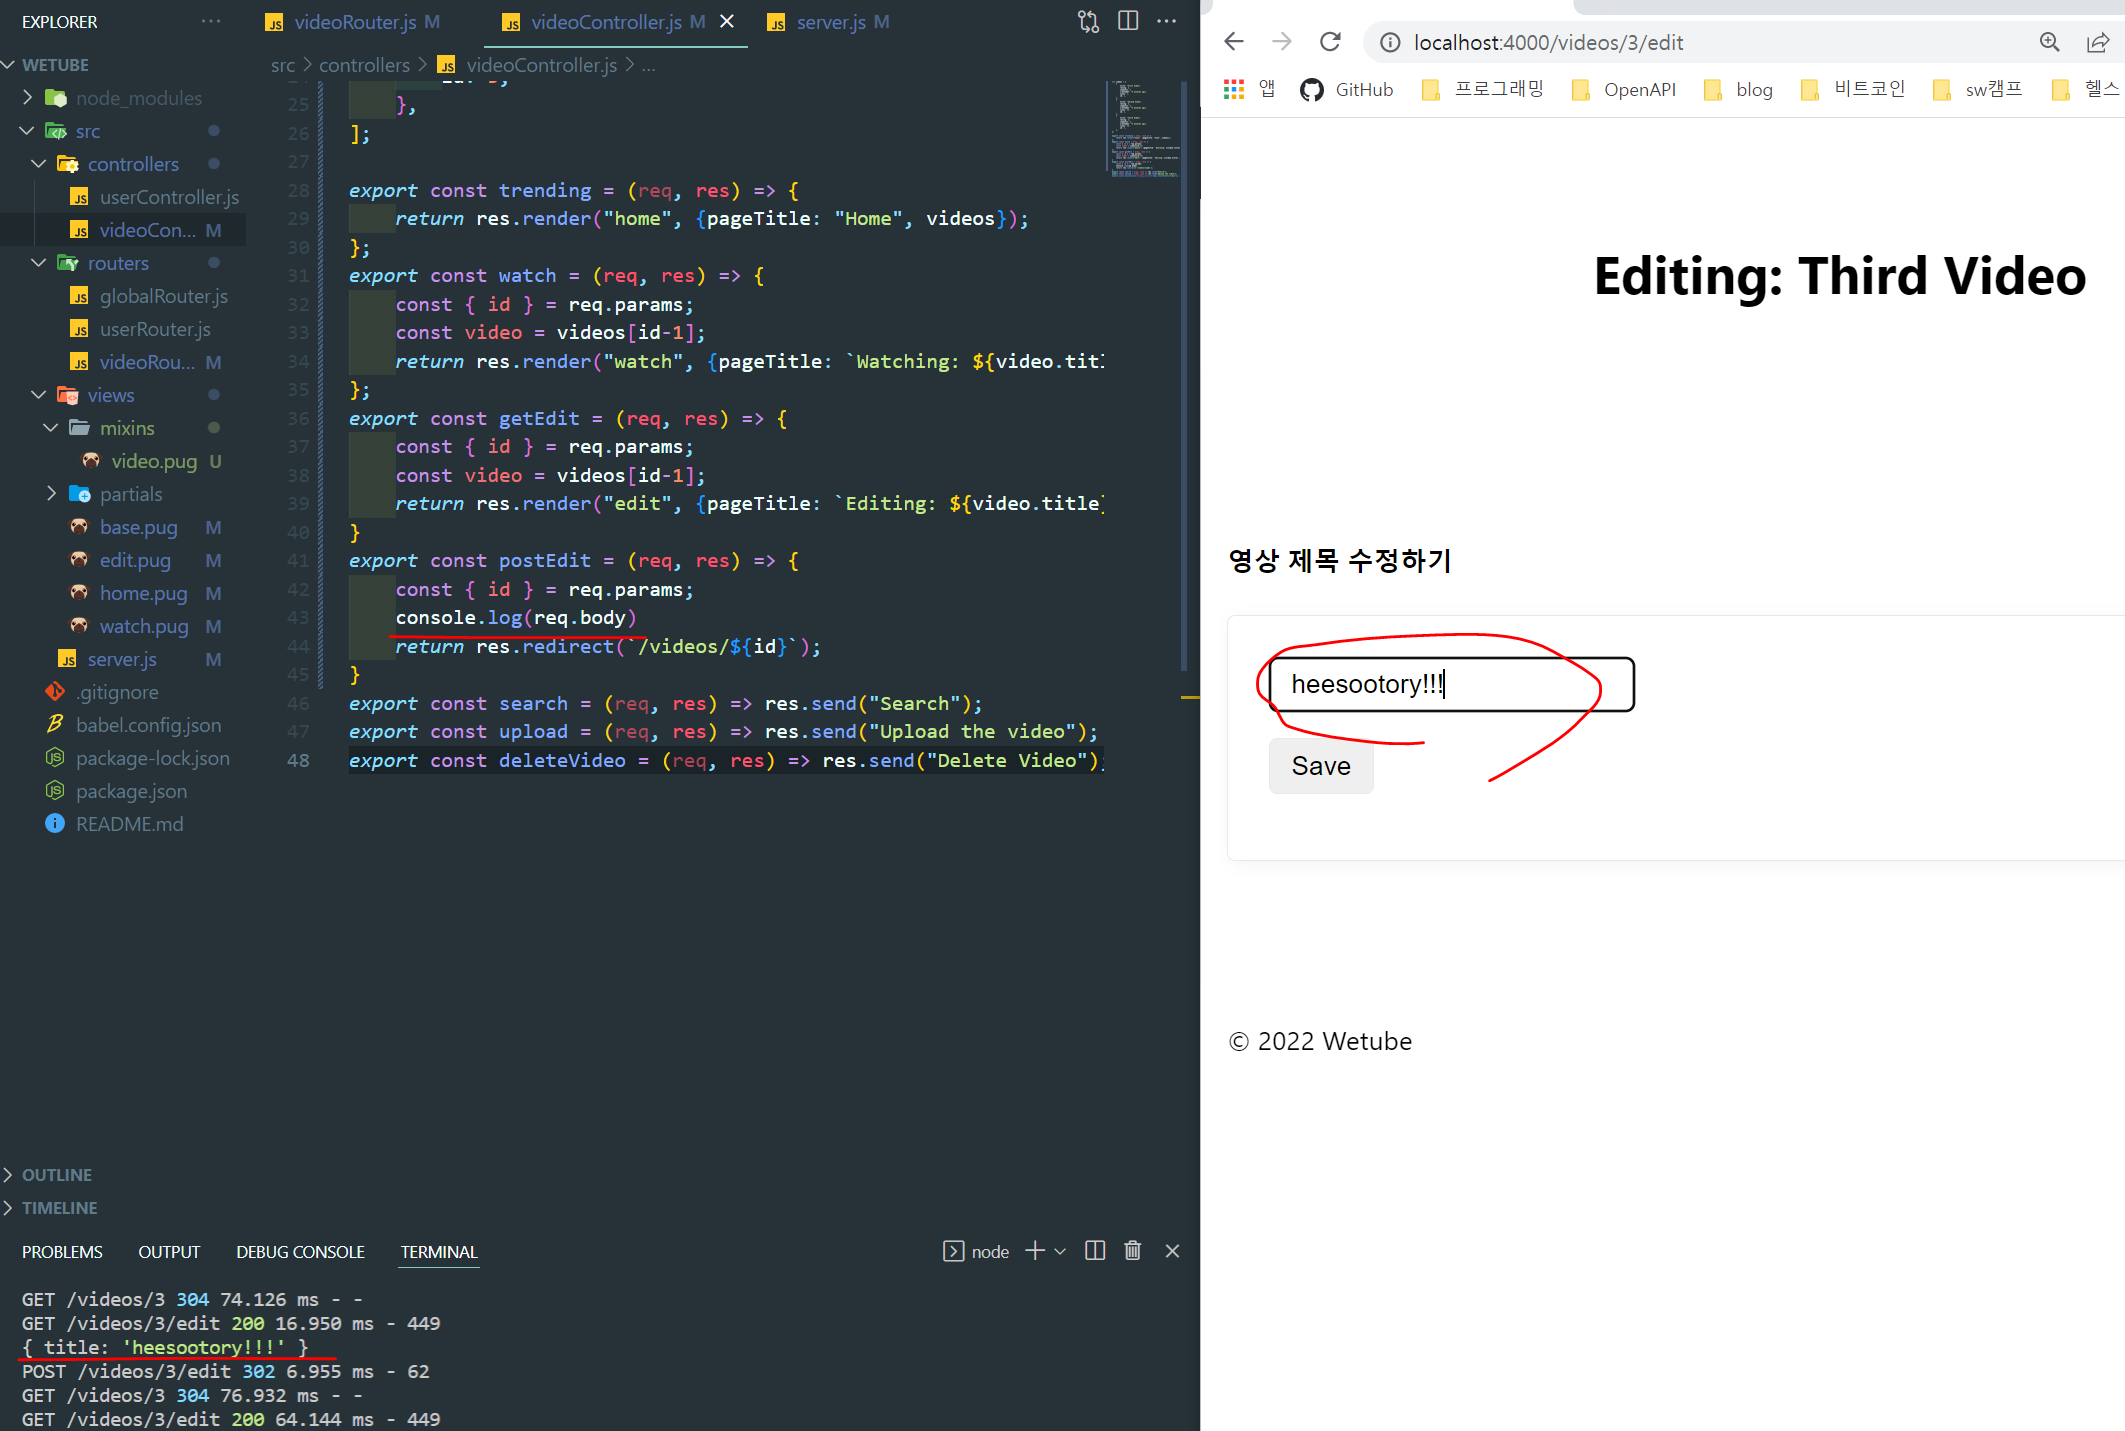 EXPLORER ...
WETUBE
node_modules
src
controllers
userController.js
videoCon... M
routers
globalRouter.js
userRouter.js
videoRou... M
views
mixins
video.pug U
partials
base.pug M
edit.pug M
home.pug M
watch.pug M
server.js M
.gitignore
babel.config.json
package-lock.json
package.json
README.md
OUTLINE
TIMELINE
videoRouter.js M videoController.js M server.js M
src > controllers > videoController.js > ...
25 },
26 ];
27
28 export const trending = (req, res) => {
29 return res.render("home", {pageTitle: "Home", videos});
30 };
31 export const watch = (req, res) => {
32 const { id } = req.params;
33 const video = videos[id-1];
34 return res.render("watch", {pageTitle: `Watching: ${video.titl
35 };
36 export const getEdit = (req, res) => {
37 const { id } = req.params;
38 const video = videos[id-1];
39 return res.render("edit", {pageTitle: `Editing: ${video.title}
40 }
41 export const postEdit = (req, res) => {
42 const { id } = req.params;
43 console.log(req.body)
44 return res.redirect(`/videos/${id}`);
45 }
46 export const search = (req, res) => res.send("Search");
47 export const upload = (req, res) => res.send("Upload the video");
48 export const deleteVideo = (req, res) => res.send("Delete Video");
PROBLEMS OUTPUT DEBUG CONSOLE TERMINAL node
GET /videos/3 304 74.126 ms - -
GET /videos/3/edit 200 16.950 ms - 449
{ title: 'heesootory!!!' }
POST /videos/3/edit 302 6.955 ms - 62
GET /videos/3 304 76.932 ms - -
GET /videos/3/edit 200 64.144 ms - 449
localhost:4000/videos/3/edit
앱 GitHub 프로그래밍 OpenAPI blog 비트코인 sw캠프 헬스
Editing: Third Video
영상 제목 수정하기
heesootory!!!
Save
© 2022 Wetube